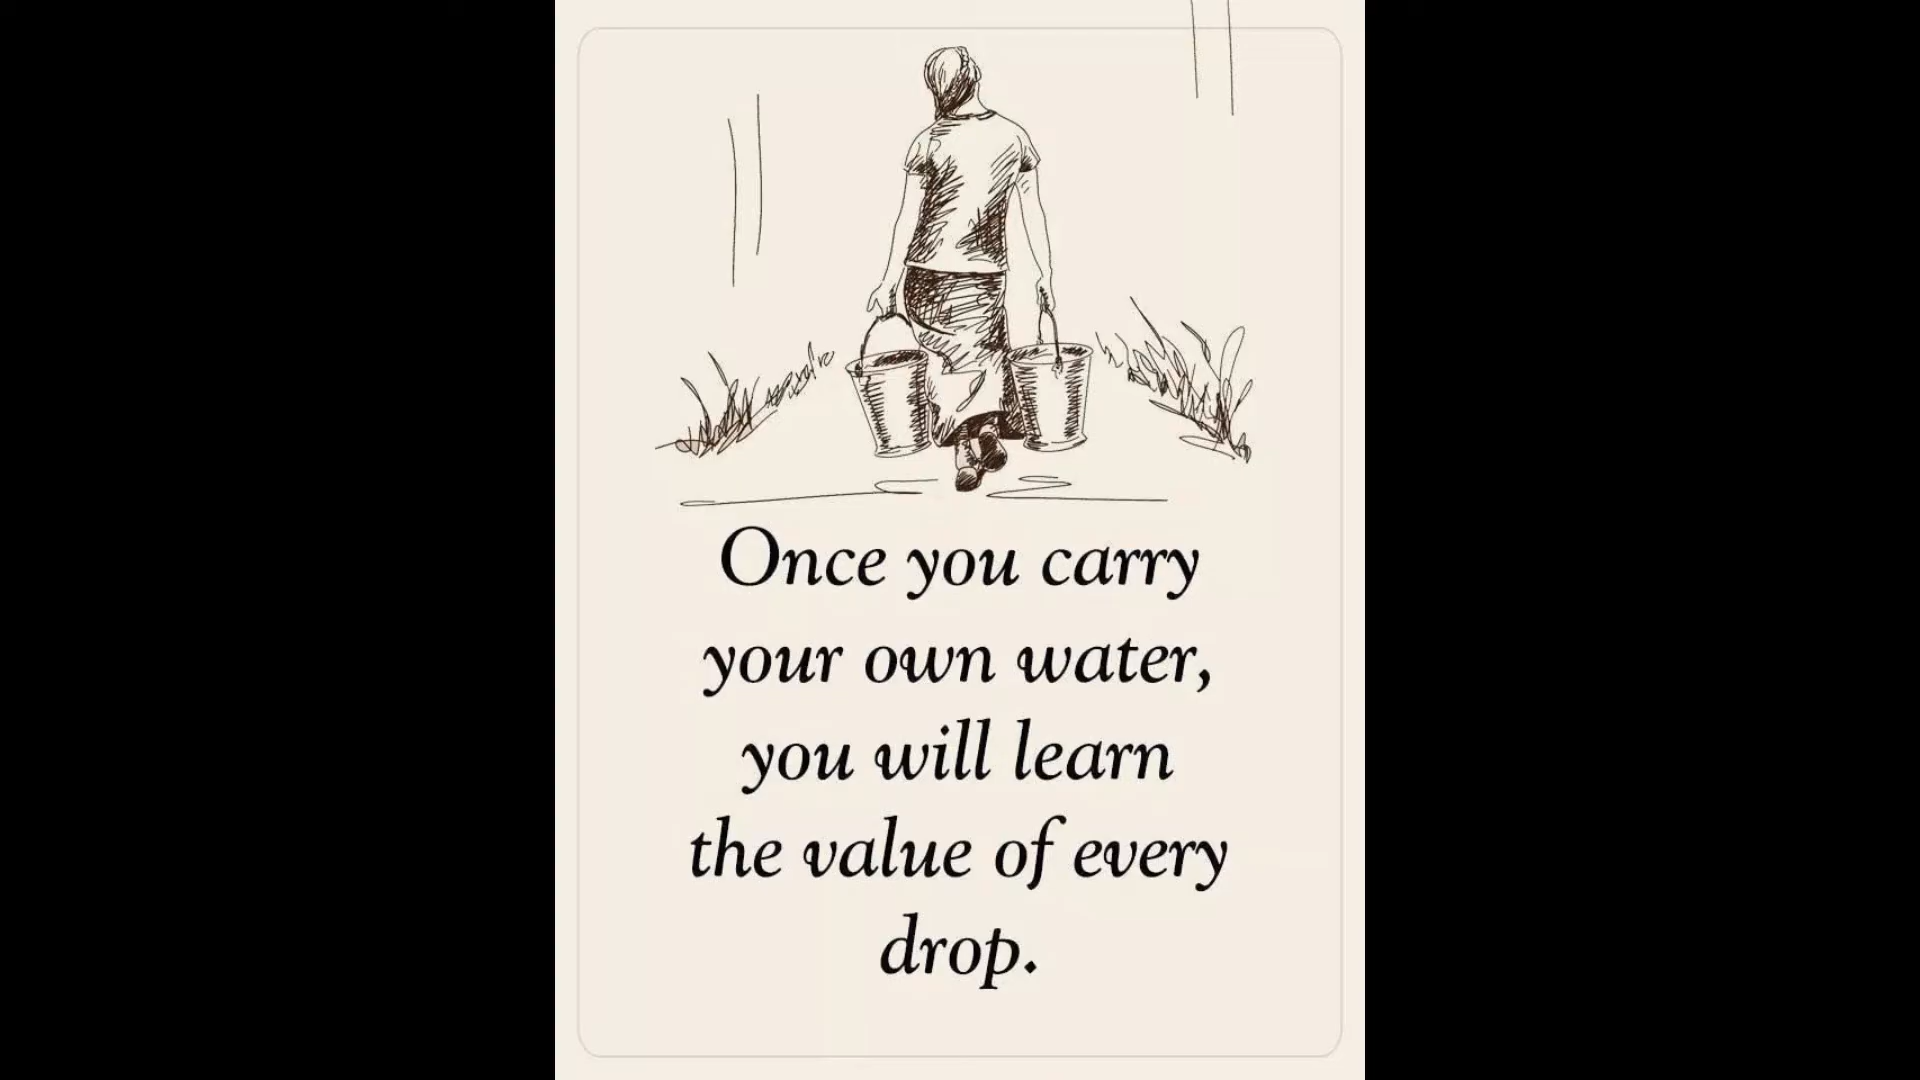 Once you carry
your own water,
you will learn
the value of every
drop.